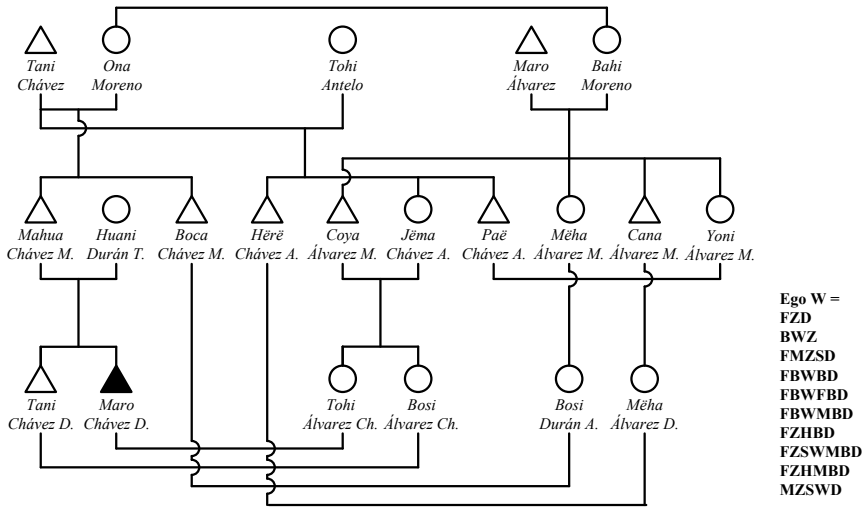 Tani
Chávez
Ona
Moreno
Tohi
Antelo
Maro
Álvarez
Bahi
Moreno
Mahua
Chávez M.
Huani
Durán T.
Boca
Chávez M.
Hërë
Chávez A.
Coya
Álvarez M.
Jëma
Chávez A.
Paë
Chávez A.
Mëha
Álvarez M.
Cana
Álvarez M.
Yoni
Álvarez M.
Tani
Chávez D.
Maro
Chávez D.
Tohi
Álvarez Ch.
Bosi
Álvarez Ch.
Bosi
Durán A.
Mëha
Álvarez D.
Ego W =
FZD
BWZ
FMZSD
FBWBD
FBWFBD
FBWMBD
FZHBD
FZSWMBD
FZHMBD
MZSWD